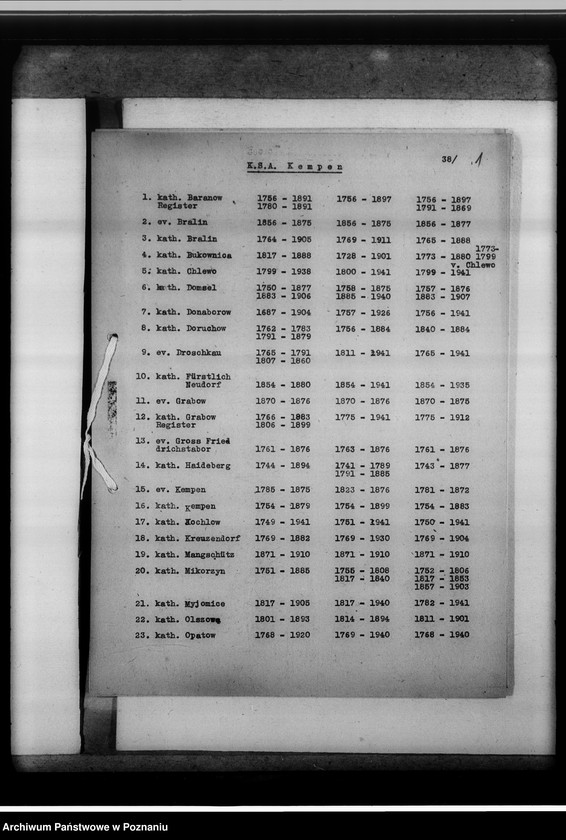 K.S.A. Kempen
38/ 1
1. kath. Baranow 1756 - 1891 1756 - 1897 1756 - 1897
Register 1780 - 1891 1791 - 1869
2. ev. Bralin 1856 - 1875 1856 - 1875 1856 - 1877
3. kath. Bralin 1764 - 1905 1769 - 1911 1765 - 1888
4. kath. Bukownica 1817 - 1888 1728 - 1901 1773 - 1880 1773-
1799
v. Chlewo
5. kath. Chlewo 1799 - 1938 1800 - 1941 1799 - 1941
6. kath. Domsel 1750 - 1877 1758 - 1875 1757 - 1876
1883 - 1906 1885 - 1940 1883 - 1907
7. kath. Donaborow 1687 - 1904 1757 - 1926 1756 - 1941
8. kath. Doruchow 1762 - 1783 1756 - 1884 1840 - 1884
1791 - 1879
9. ev. Droschkau 1765 - 1791 1811 - 1941 1765 - 1941
1807 - 1860
10. kath. Fürstlich
Neudorf 1854 - 1880 1854 - 1941 1854 - 1935
11. ev. Grabow 1870 - 1876 1870 - 1876 1870 - 1875
12. kath. Grabow 1766 - 1883 1775 - 1941 1775 - 1912
Register 1806 - 1899
13. ev. Gross Fried
drichstabor 1761 - 1876 1763 - 1876 1761 - 1876
14. kath. Haideberg 1744 - 1894 1741 - 1789 1743 - 1877
1791 - 1885
15. ev. Kempen 1785 - 1875 1823 - 1876 1781 - 1872
16. kath. Kempen 1754 - 1879 1754 - 1899 1754 - 1883
17. kath. Kochlow 1749 - 1941 1751 - 1941 1750 - 1941
18. kath. Kreuzendorf 1769 - 1882 1769 - 1930 1769 - 1904
19. kath. Mangschütz 1871 - 1910 1871 - 1910 1871 - 1910
20. kath. Mikorzyn 1751 - 1885 1755 - 1808 1752 - 1806
1817 - 1840 1817 - 1853
1857 - 1903
21. kath. Myjomice 1817 - 1905 1817 - 1940 1782 - 1941
22. kath. Olszowa 1801 - 1893 1814 - 1894 1811 - 1901
23. kath. Opatow 1768 - 1920 1769 - 1940 1768 - 1940
Archiwum Państwowe w Poznaniu